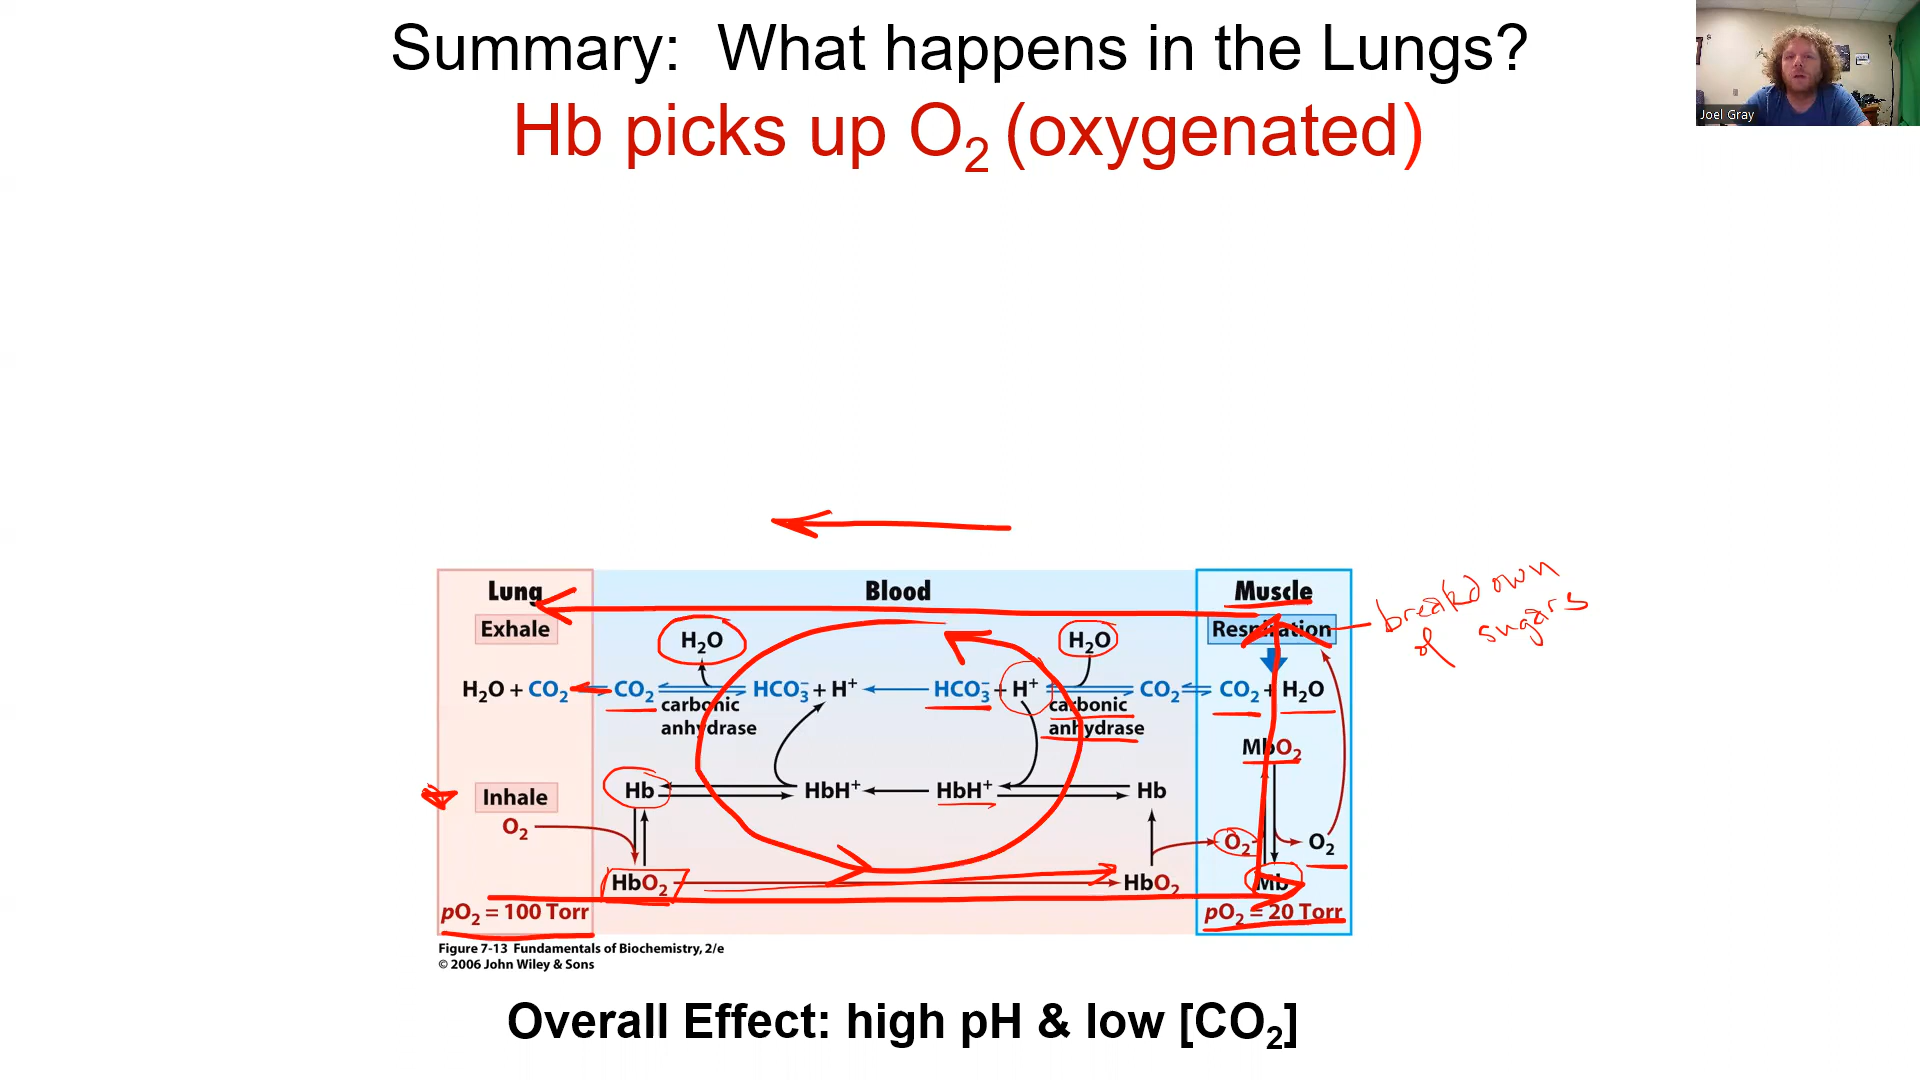 Summary:  What happens in the Lungs?
Hb picks up O₂ (oxygenated)
Joel Gray
Lung Blood Muscle
Exhale H₂O H₂O Respiration
breakdown
of sugars
H₂O + CO₂ CO₂ HCO₃⁻ + H⁺ HCO₃⁻ + H⁺ CO₂ CO₂ + H₂O
carbonic carbonic
anhydrase anhydrase
MbO₂
Inhale Hb HbH⁺ HbH⁺ Hb
O₂ O₂ O₂
HbO₂ HbO₂ Mb
pO₂ = 100 Torr pO₂ = 20 Torr
Figure 7-13 Fundamentals of Biochemistry, 2/e
© 2006 John Wiley & Sons
Overall Effect: high pH & low [CO₂]